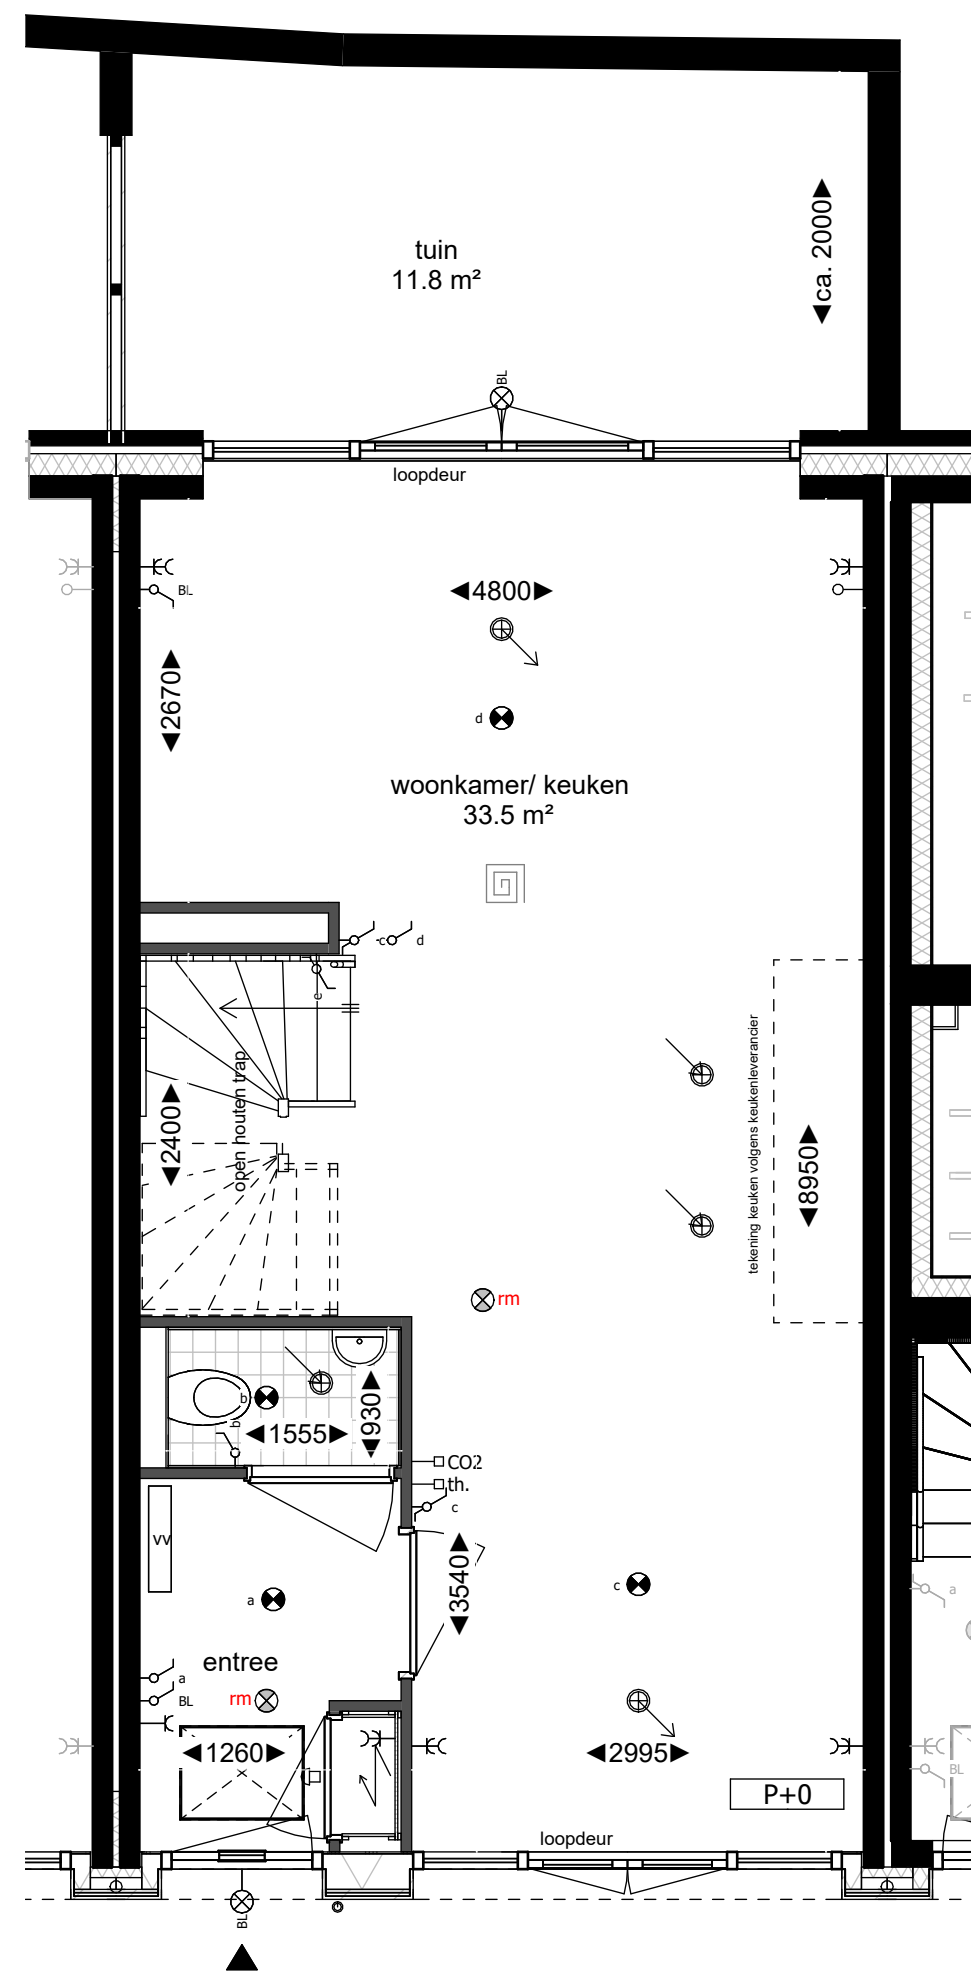 tuin
11.8 m²
ca. 2000
BL
loopdeur
BL
4800
2670
d
woonkamer/ keuken
33.5 m²
c
d
e
open houten trap
2400
tekening keuken volgens keukenleverancier
8950
rm
b
b
1555
930
CO2
th.
c
vv
3540
a
c
entree
a
a
rm
BL
1260
2995
BL
P+0
loopdeur
BL